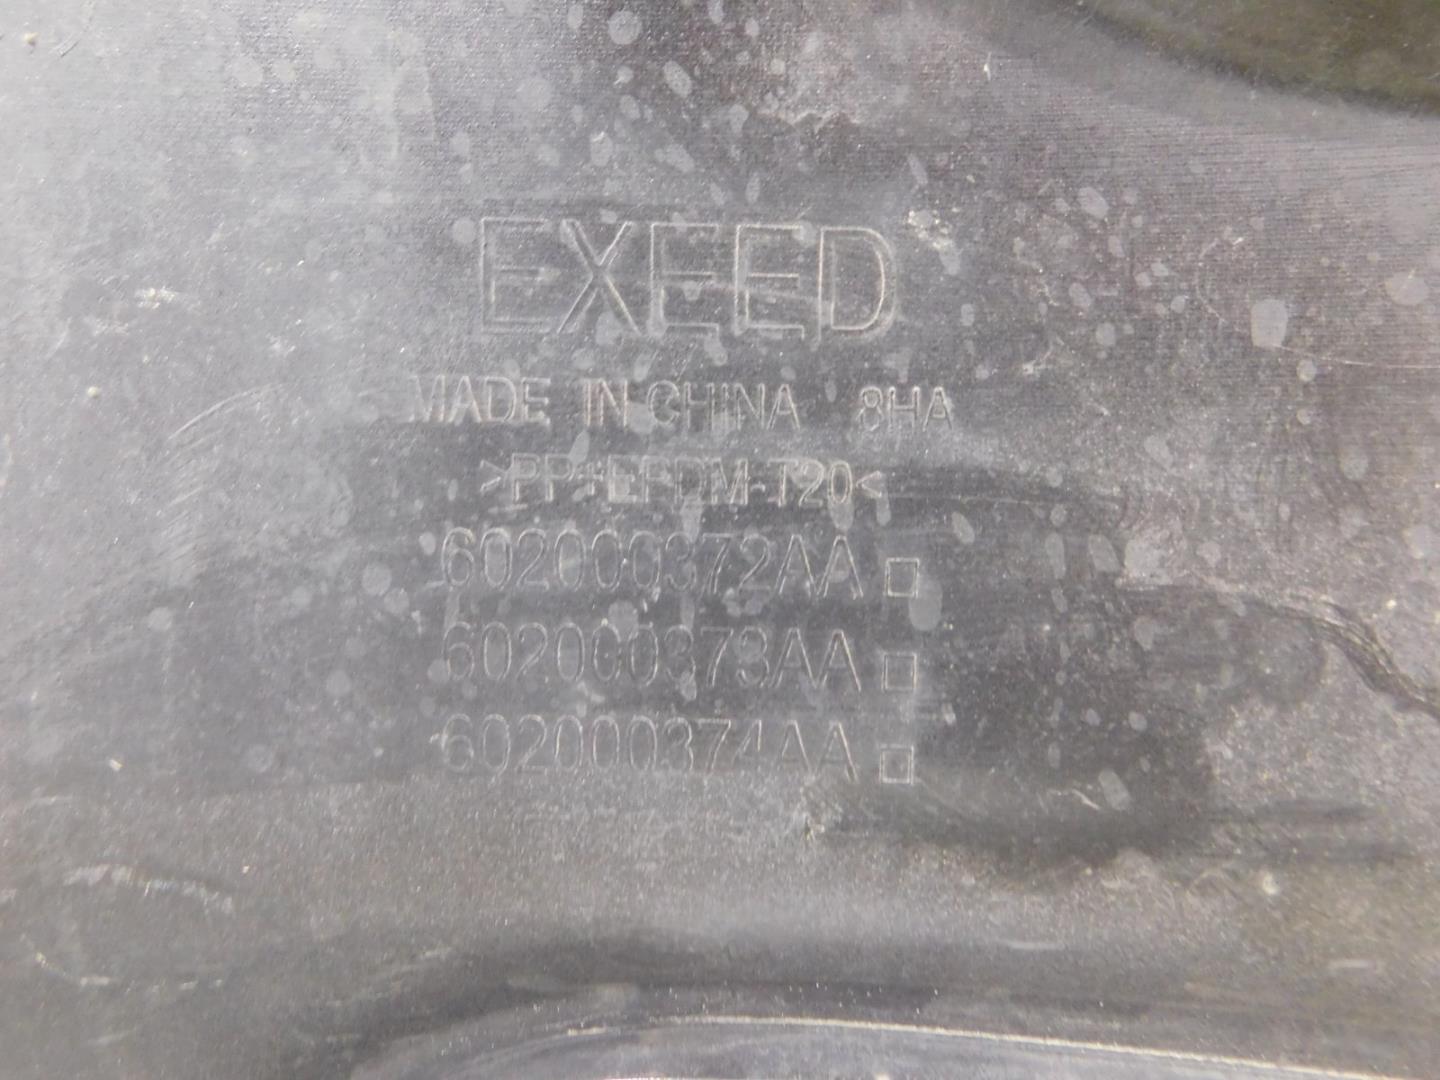 EXEED
MADE IN CHINA 8HA
>PP+EPDM-T20<
602000372AA
602000373AA
602000374AA